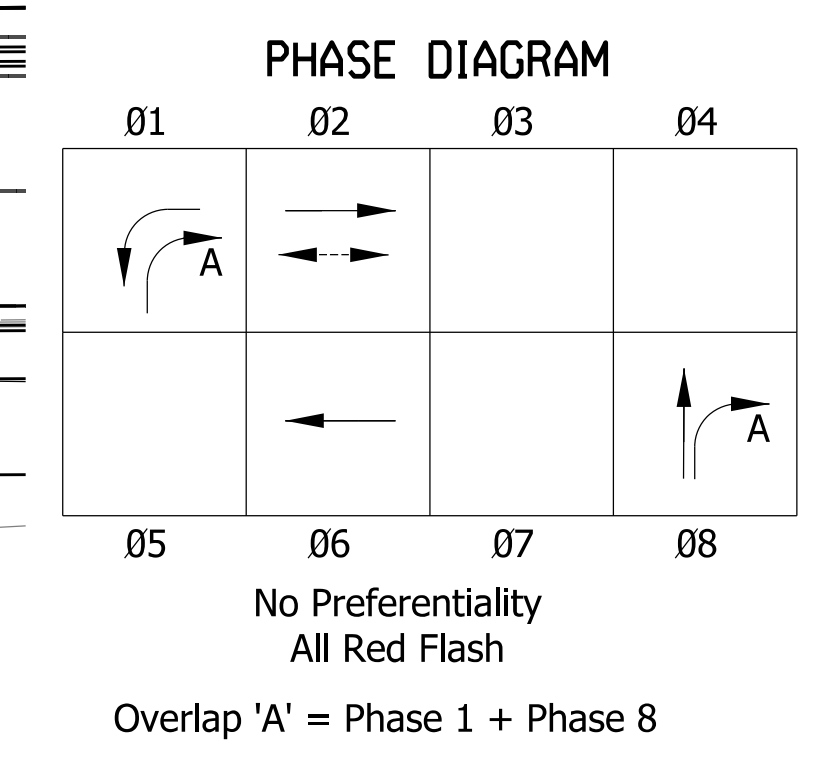 PHASE DIAGRAM
Ø1 Ø2 Ø3 Ø4
A
A
Ø5 Ø6 Ø7 Ø8
No Preferentiality
All Red Flash
Overlap 'A' = Phase 1 + Phase 8